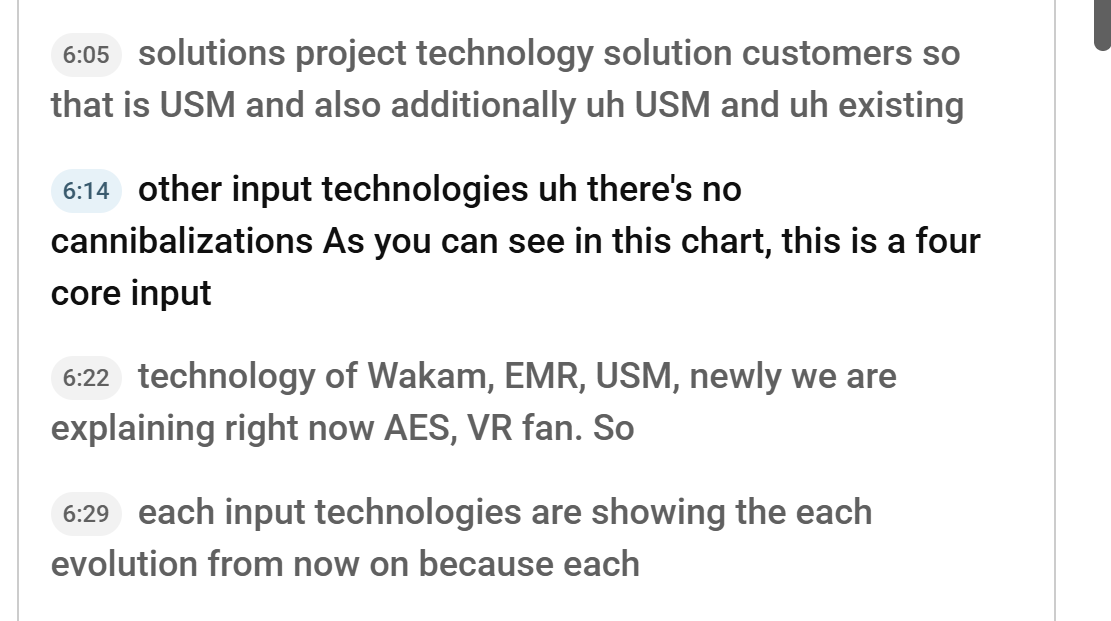 6:05 solutions project technology solution customers so
that is USM and also additionally uh USM and uh existing
6:14 other input technologies uh there's no
cannibalizations As you can see in this chart, this is a four
core input
6:22 technology of Wakam, EMR, USM, newly we are
explaining right now AES, VR fan. So
6:29 each input technologies are showing the each
evolution from now on because each